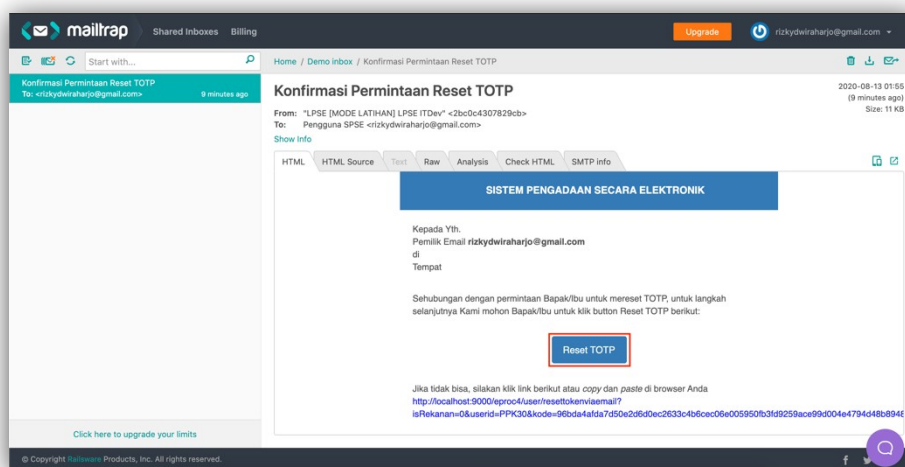 mailtrap
Shared Inboxes Billing
Upgrade
rizkydwiraharjo@gmail.com
Start with...
Home / Demo inbox / Konfirmasi Permintaan Reset TOTP
Konfirmasi Permintaan Reset TOTP
To: <rizkydwiraharjo@gmail.com> 9 minutes ago
Konfirmasi Permintaan Reset TOTP
2020-08-13 01:55
(9 minutes ago)
Size: 11 KB
From: "LPSE [MODE LATIHAN] LPSE ITDev" <2bc0c4307829cb>
To: Pengguna SPSE <rizkydwiraharjo@gmail.com>
Show Info
HTML HTML Source Text Raw Analysis Check HTML SMTP info
SISTEM PENGADAAN SECARA ELEKTRONIK
Kepada Yth.
Pemilik Email rizkydwiraharjo@gmail.com
di
Tempat
Sehubungan dengan permintaan Bapak/Ibu untuk mereset TOTP, untuk langkah
selanjutnya Kami mohon Bapak/Ibu untuk klik button Reset TOTP berikut:
Reset TOTP
Jika tidak bisa, silakan klik link berikut atau copy dan paste di browser Anda
http://localhost:9000/eproc4/user/resettokenviaemail?
isRekanan=0&userid=PPK30&kode=96bda4afda7d50e2d6d0ec2633c4b6cec06e005950fb3fd9259ace99d004e4794d48b8948
Click here to upgrade your limits
© Copyright Railsware Products, Inc. All rights reserved.